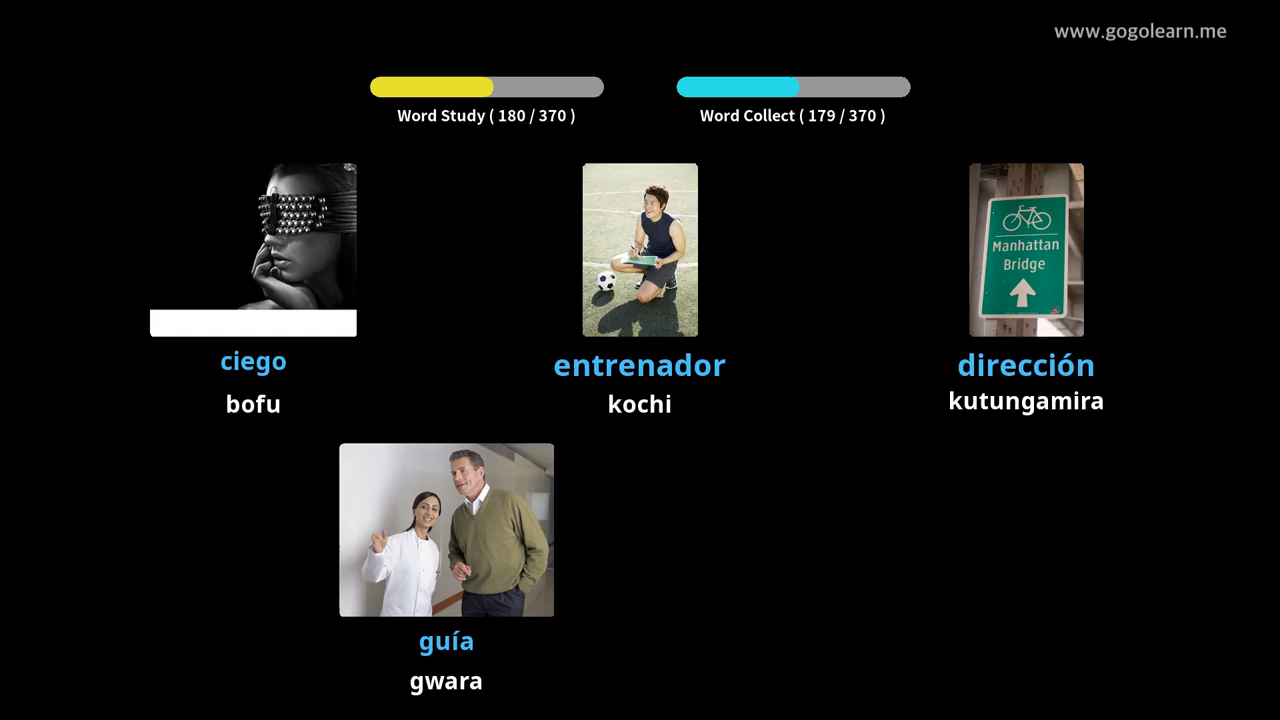 www.gogolearn.me
Word Study ( 180 / 370 )
Word Collect ( 179 / 370 )
Manhattan
Bridge
ciego
entrenador
dirección
bofu
kochi
kutungamira
guía
gwara